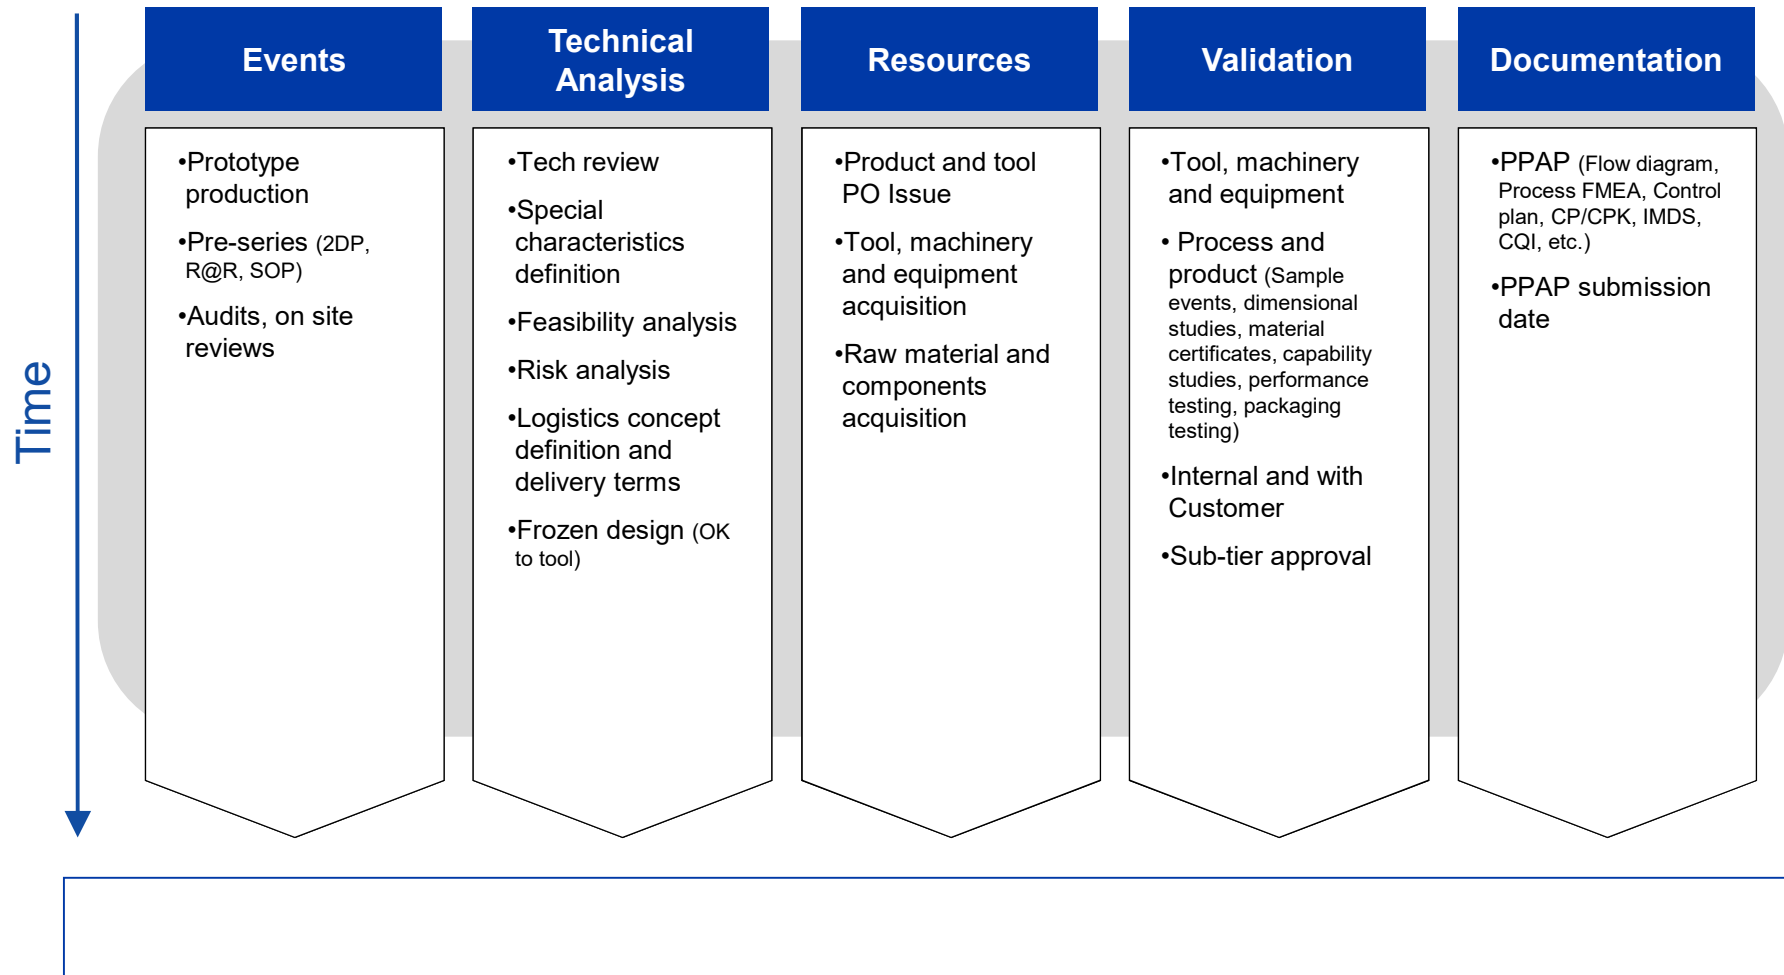 Time
Events
Technical
Analysis
Resources
Validation
Documentation
•Prototype
production
•Pre-series (2DP,
R@R, SOP)
•Audits, on site
reviews
•Tech review
•Special
characteristics
definition
•Feasibility analysis
•Risk analysis
•Logistics concept
definition and
delivery terms
•Frozen design (OK
to tool)
•Product and tool
PO Issue
•Tool, machinery
and equipment
acquisition
•Raw material and
components
acquisition
•Tool, machinery
and equipment
• Process and
product (Sample
events, dimensional
studies, material
certificates, capability
studies, performance
testing, packaging
testing)
•Internal and with
Customer
•Sub-tier approval
•PPAP (Flow diagram,
Process FMEA, Control
plan, CP/CPK, IMDS,
CQI, etc.)
•PPAP submission
date